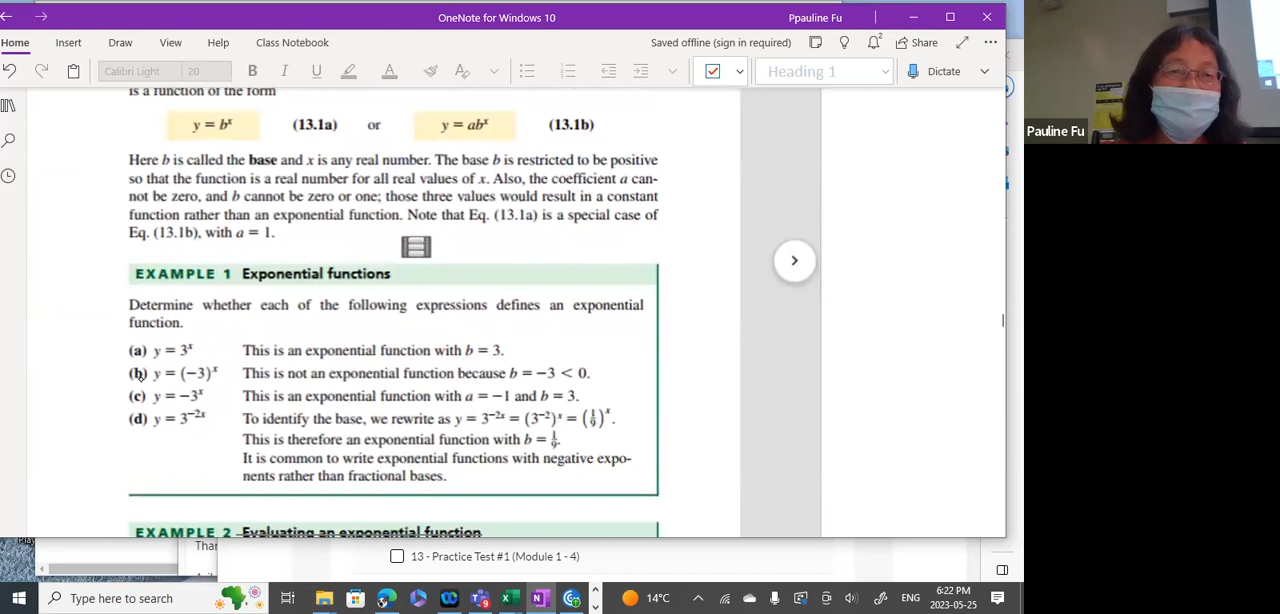 OneNote for Windows 10
Ppauline Fu
Home Insert Draw View Help Class Notebook
Saved offline (sign in required)
Share
Calibri Light 20
B I U A
Heading 1
Dictate
is a function of the form
y = bˣ (13.1a) or y = abˣ (13.1b)
Here b is called the base and x is any real number. The base b is restricted to be positive
so that the function is a real number for all real values of x. Also, the coefficient a can-
not be zero, and b cannot be zero or one; those three values would result in a constant
function rather than an exponential function. Note that Eq. (13.1a) is a special case of
Eq. (13.1b), with a = 1.
EXAMPLE 1 Exponential functions
Determine whether each of the following expressions defines an exponential
function.
(a) y = 3ˣ This is an exponential function with b = 3.
(b) y = (−3)ˣ This is not an exponential function because b = −3 < 0.
(c) y = −3ˣ This is an exponential function with a = −1 and b = 3.
(d) y = 3⁻²ˣ To identify the base, we rewrite as y = 3⁻²ˣ = (3⁻²)ˣ = (1/9)ˣ.
This is therefore an exponential function with b = 1/9.
It is common to write exponential functions with negative expo-
nents rather than fractional bases.
EXAMPLE 2 Evaluating an exponential function
13 - Practice Test #1 (Module 1 - 4)
Type here to search
14°C
ENG
6:22 PM
2023-05-25
Pauline Fu